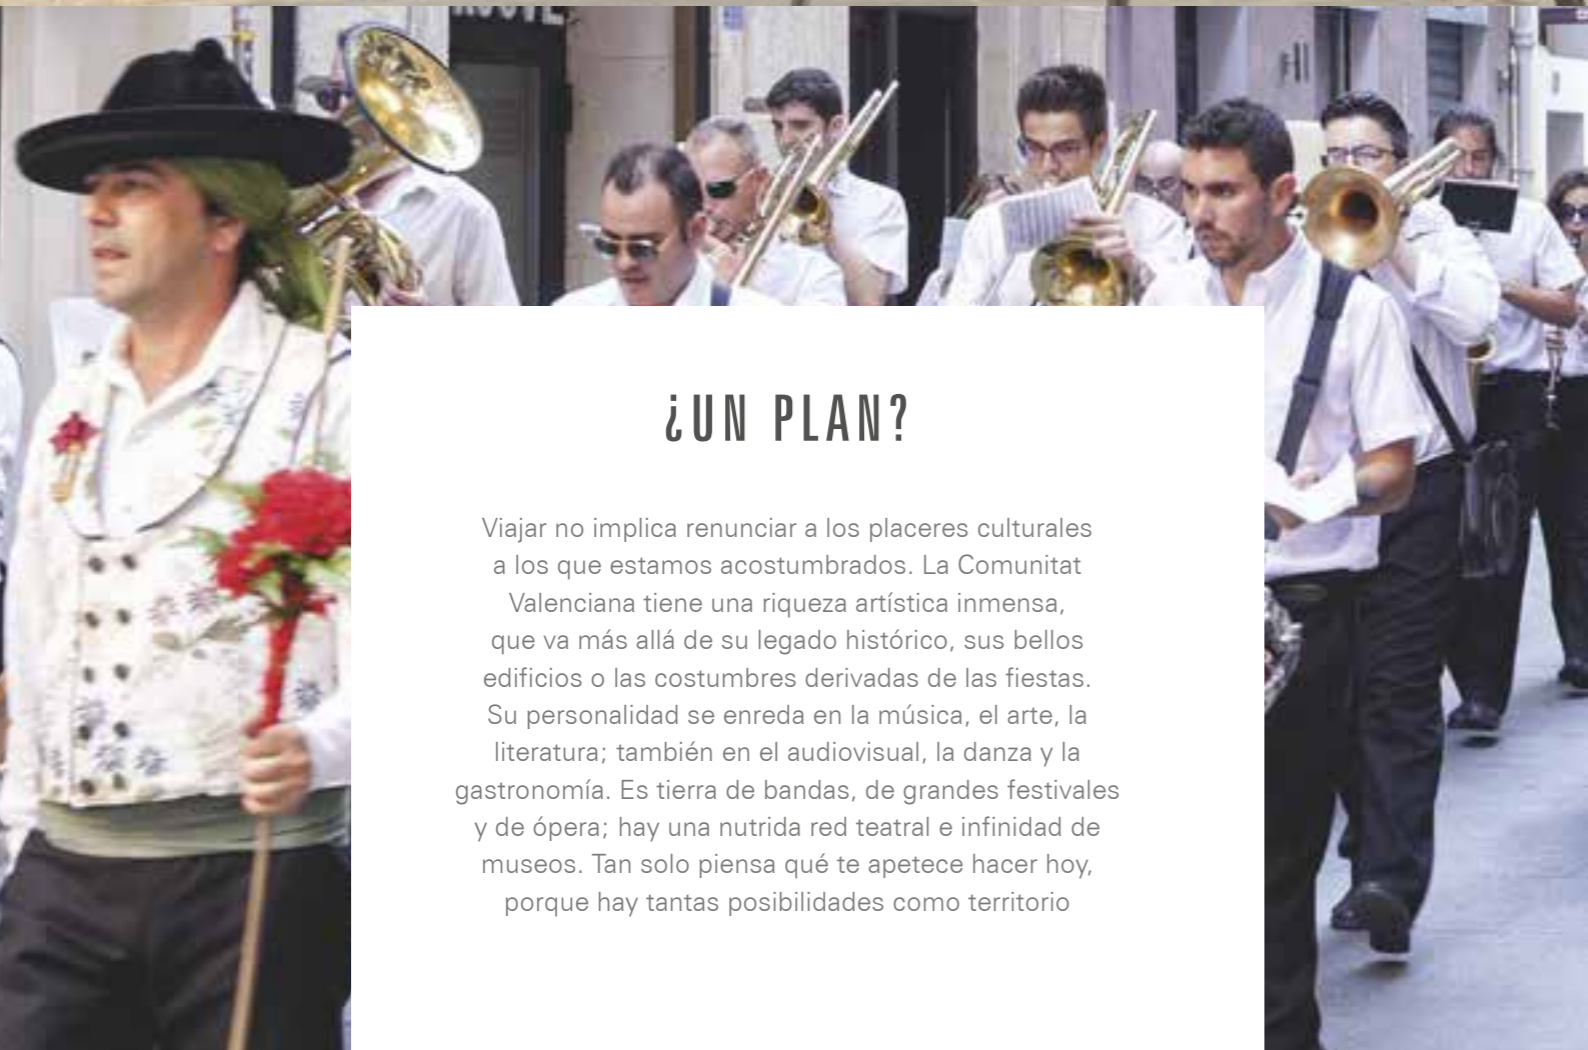 ¿UN PLAN?
Viajar no implica renunciar a los placeres culturales
a los que estamos acostumbrados. La Comunitat
Valenciana tiene una riqueza artística inmensa,
que va más allá de su legado histórico, sus bellos
edificios o las costumbres derivadas de las fiestas.
Su personalidad se enreda en la música, el arte, la
literatura; también en el audiovisual, la danza y la
gastronomía. Es tierra de bandas, de grandes festivales
y de ópera; hay una nutrida red teatral e infinidad de
museos. Tan solo piensa qué te apetece hacer hoy,
porque hay tantas posibilidades como territorio